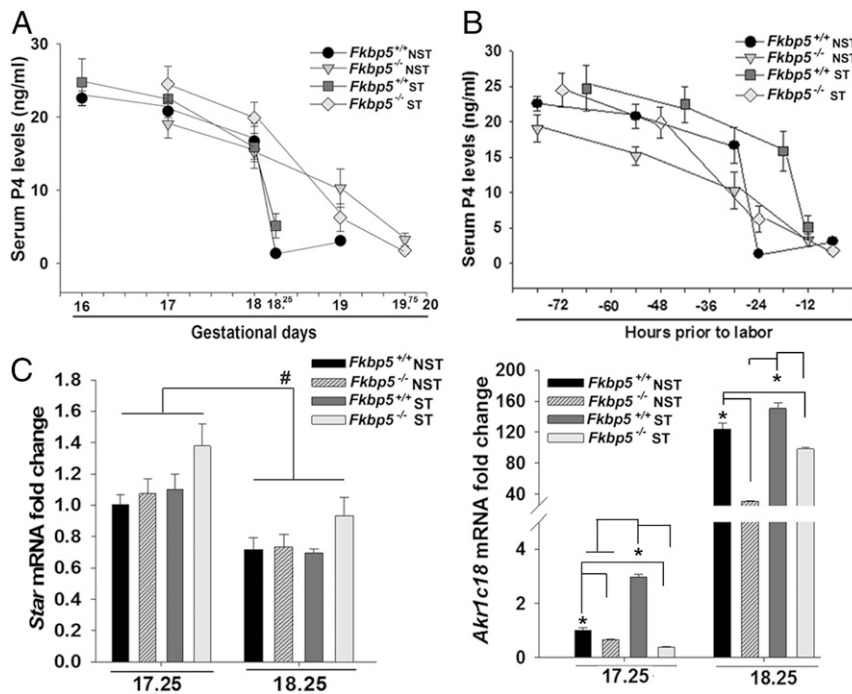 A
Serum P4 levels (ng/ml)
30
20
10
0
Fkbp5+/+ NST
Fkbp5-/- NST
Fkbp5+/+ ST
Fkbp5-/- ST
16 17 18 18.25 19 19.75 20
Gestational days
B
Serum P4 levels (ng/ml)
30
25
20
15
10
5
0
Fkbp5+/+ NST
Fkbp5-/- NST
Fkbp5+/+ ST
Fkbp5-/- ST
-72 -60 -48 -36 -24 -12
Hours prior to labor
C
Star mRNA fold change
1.8
1.6
1.4
1.2
1.0
0.8
0.6
0.4
0.2
0.0
Fkbp5+/+ NST
Fkbp5-/- NST
Fkbp5+/+ ST
Fkbp5-/- ST
#
17.25 18.25
Akr1c18 mRNA fold change
200
160
120
80
40
4
2
0
Fkbp5+/+ NST
Fkbp5-/- NST
Fkbp5+/+ ST
Fkbp5-/- ST
* *
* *
17.25 18.25